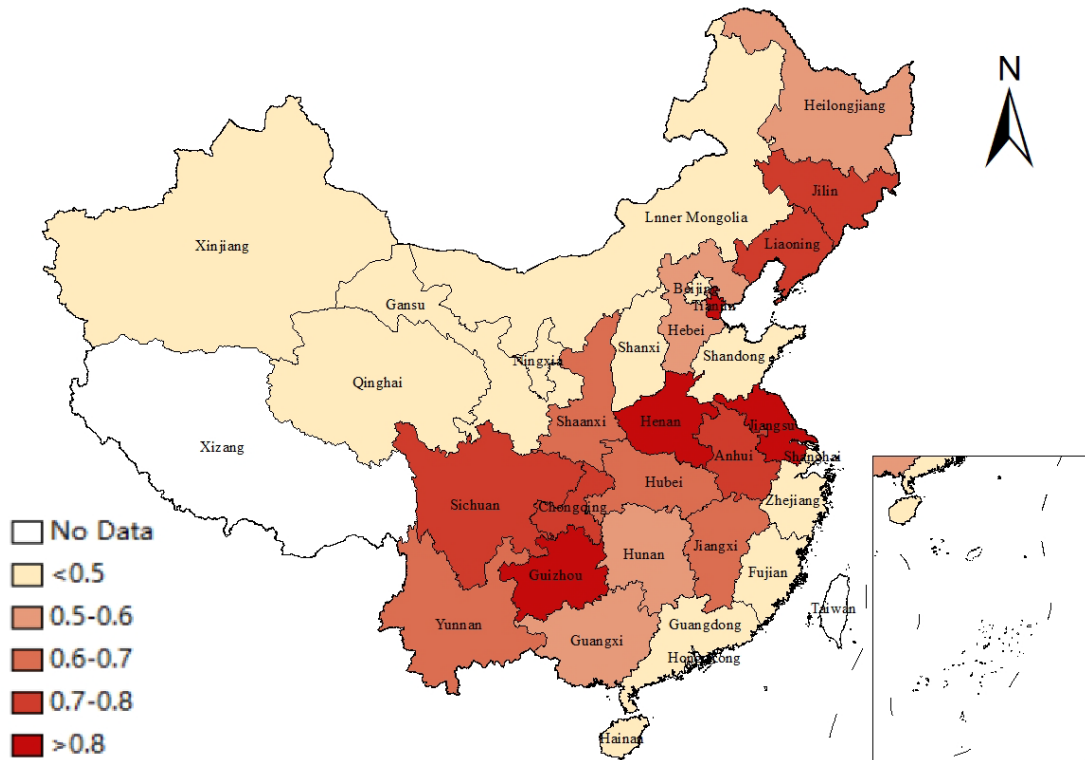 N
Heilongjiang
Jilin
Lnner Mongolia
Liaoning
Xinjiang
Beijing
Gansu
Tianjin
Hebei
Shanxi
Ningxia
Shandong
Qinghai
Shaanxi
Henan
Jiangsu
Xizang
Anhui
Shanghai
Hubei
Sichuan
Chongqing
Zhejiang
No Data
Hunan
Jiangxi
<0.5
Guizhou
Fujian
Taiwan
0.5-0.6
Yunnan
Guangxi
Guangdong
Hong Kong
0.6-0.7
0.7-0.8
Hainan
>0.8